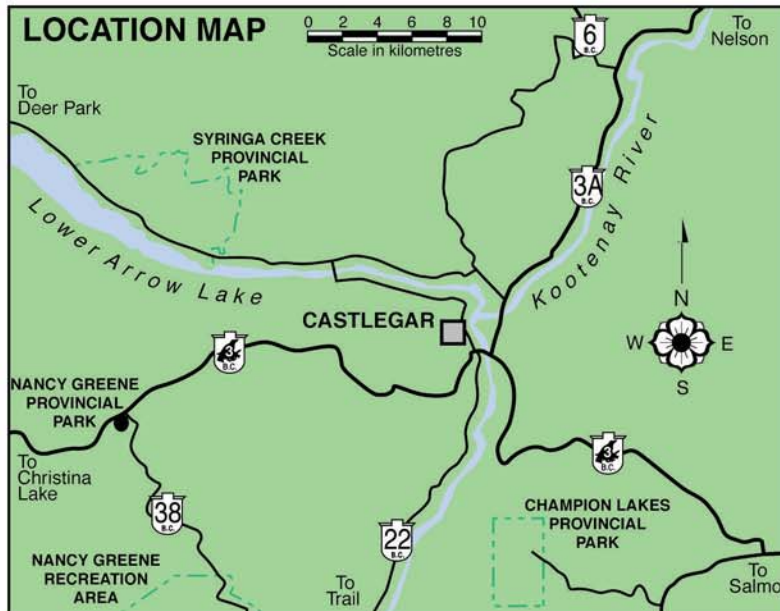 LOCATION MAP
0 2 4 6 8 10
Scale in kilometres
6
B.C.
To
Nelson
To
Deer Park
SYRINGA CREEK
PROVINCIAL
PARK
3A
B.C.
Kootenay River
Lower Arrow Lake
CASTLEGAR
N
W E
S
3
B.C.
NANCY GREENE
PROVINCIAL
PARK
To
Christina
Lake
3
B.C.
38
B.C.
CHAMPION LAKES
PROVINCIAL
PARK
22
B.C.
NANCY GREENE
RECREATION
AREA
To
Trail
To
Salmo